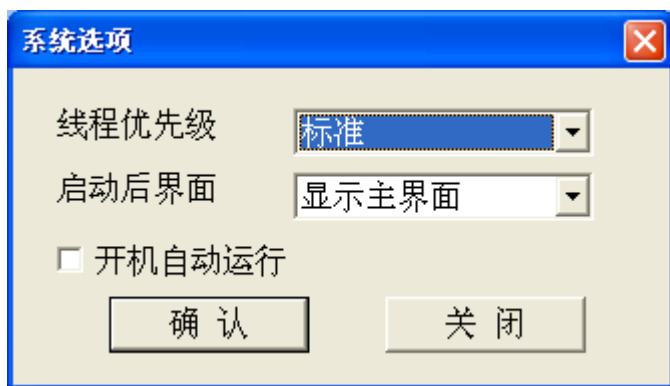 系统选项
线程优先级 标准
启动后界面 显示主界面
开机自动运行
确 认 关 闭